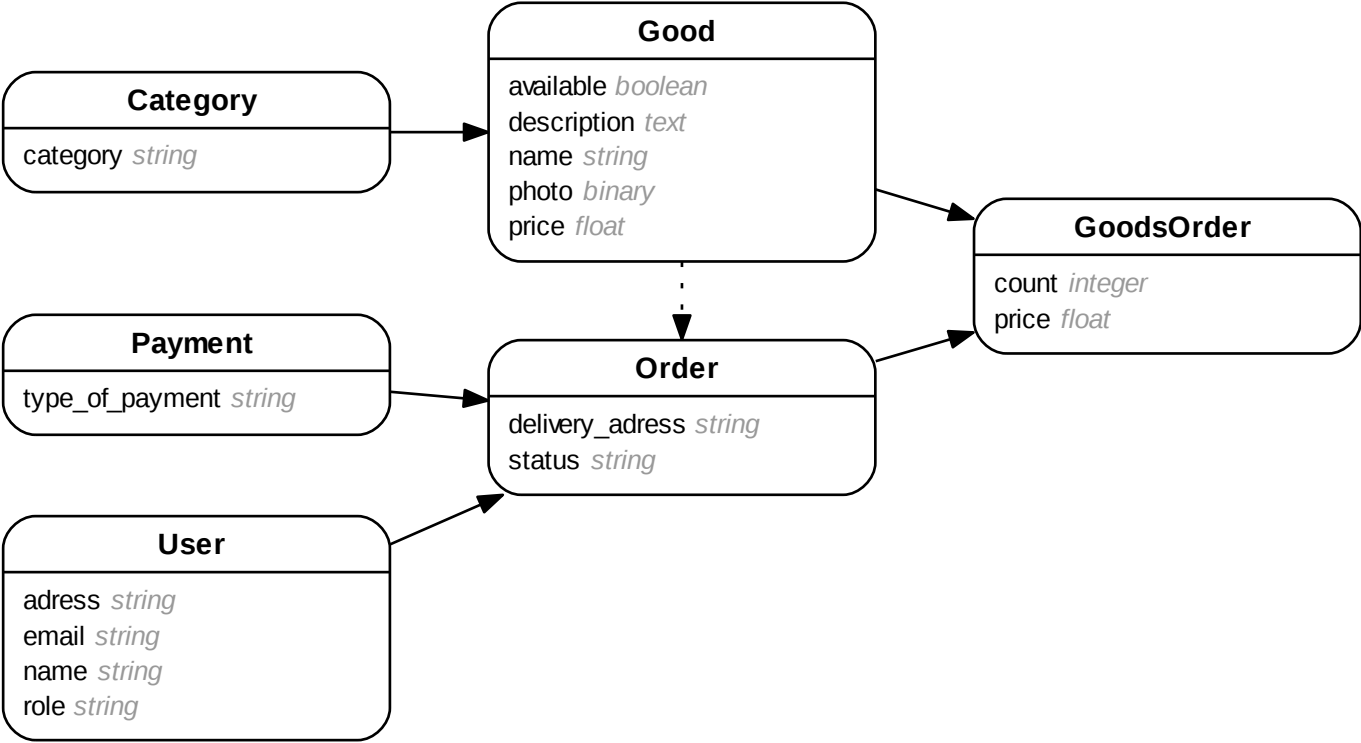 Good
available boolean
description text
name string
photo binary
price float
Category
category string
GoodsOrder
count integer
price float
Payment
type_of_payment string
Order
delivery_adress string
status string
User
adress string
email string
name string
role string